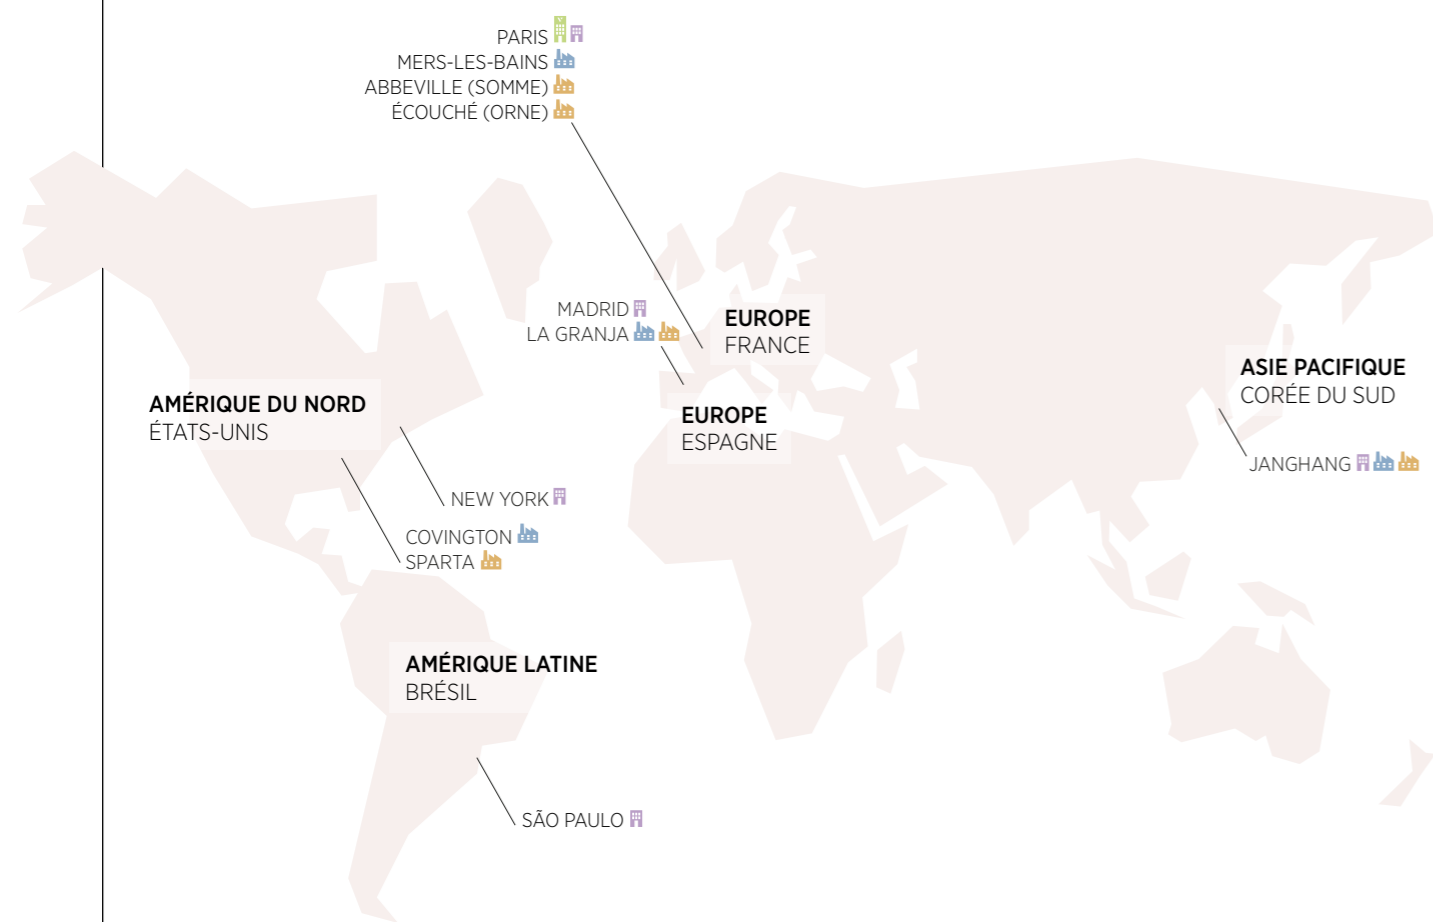 PARIS
MERS-LES-BAINS
ABBEVILLE (SOMME)
ÉCOUCHÉ (ORNE)
MADRID
LA GRANJA
EUROPE
FRANCE
EUROPE
ESPAGNE
ASIE PACIFIQUE
CORÉE DU SUD
JANGHANG
AMÉRIQUE DU NORD
ÉTATS-UNIS
NEW YORK
COVINGTON
SPARTA
AMÉRIQUE LATINE
BRÉSIL
SÃO PAULO